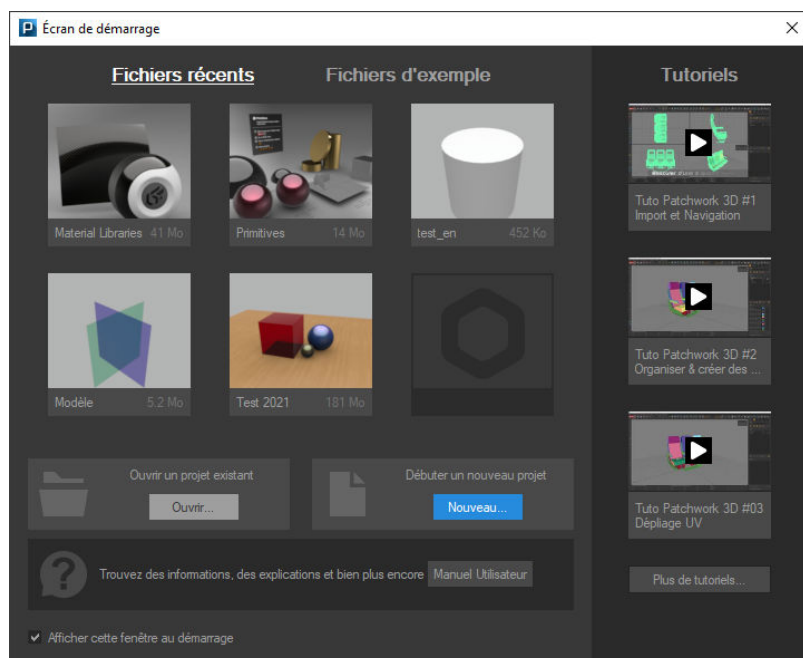 Écran de démarrage
Fichiers récents
Fichiers d'exemple
Material Libraries 41 Mo
Primitives 14 Mo
test_en 452 Ko
Modèle 5.2 Mo
Test 2021 181 Mo
Ouvrir un projet existant
Ouvrir...
Débuter un nouveau projet
Nouveau...
Trouvez des informations, des explications et bien plus encore Manuel Utilisateur
Afficher cette fenêtre au démarrage
Tutoriels
Tuto Patchwork 3D #1
Import et Navigation
Tuto Patchwork 3D #2
Organiser & créer des ...
Tuto Patchwork 3D #03
Dépliage UV
Plus de tutoriels...